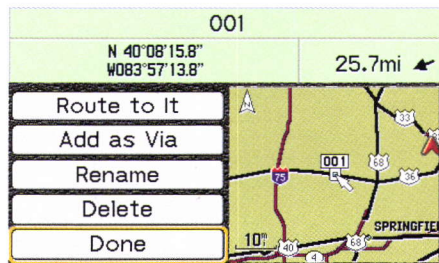 001
N 40°08'15.8"
W083°57'13.8"
25.7mi
Route to It
Add as Via
Rename
Delete
Done
N
33
001
68
75
36
SPRINGFIE
10m
40
68
4